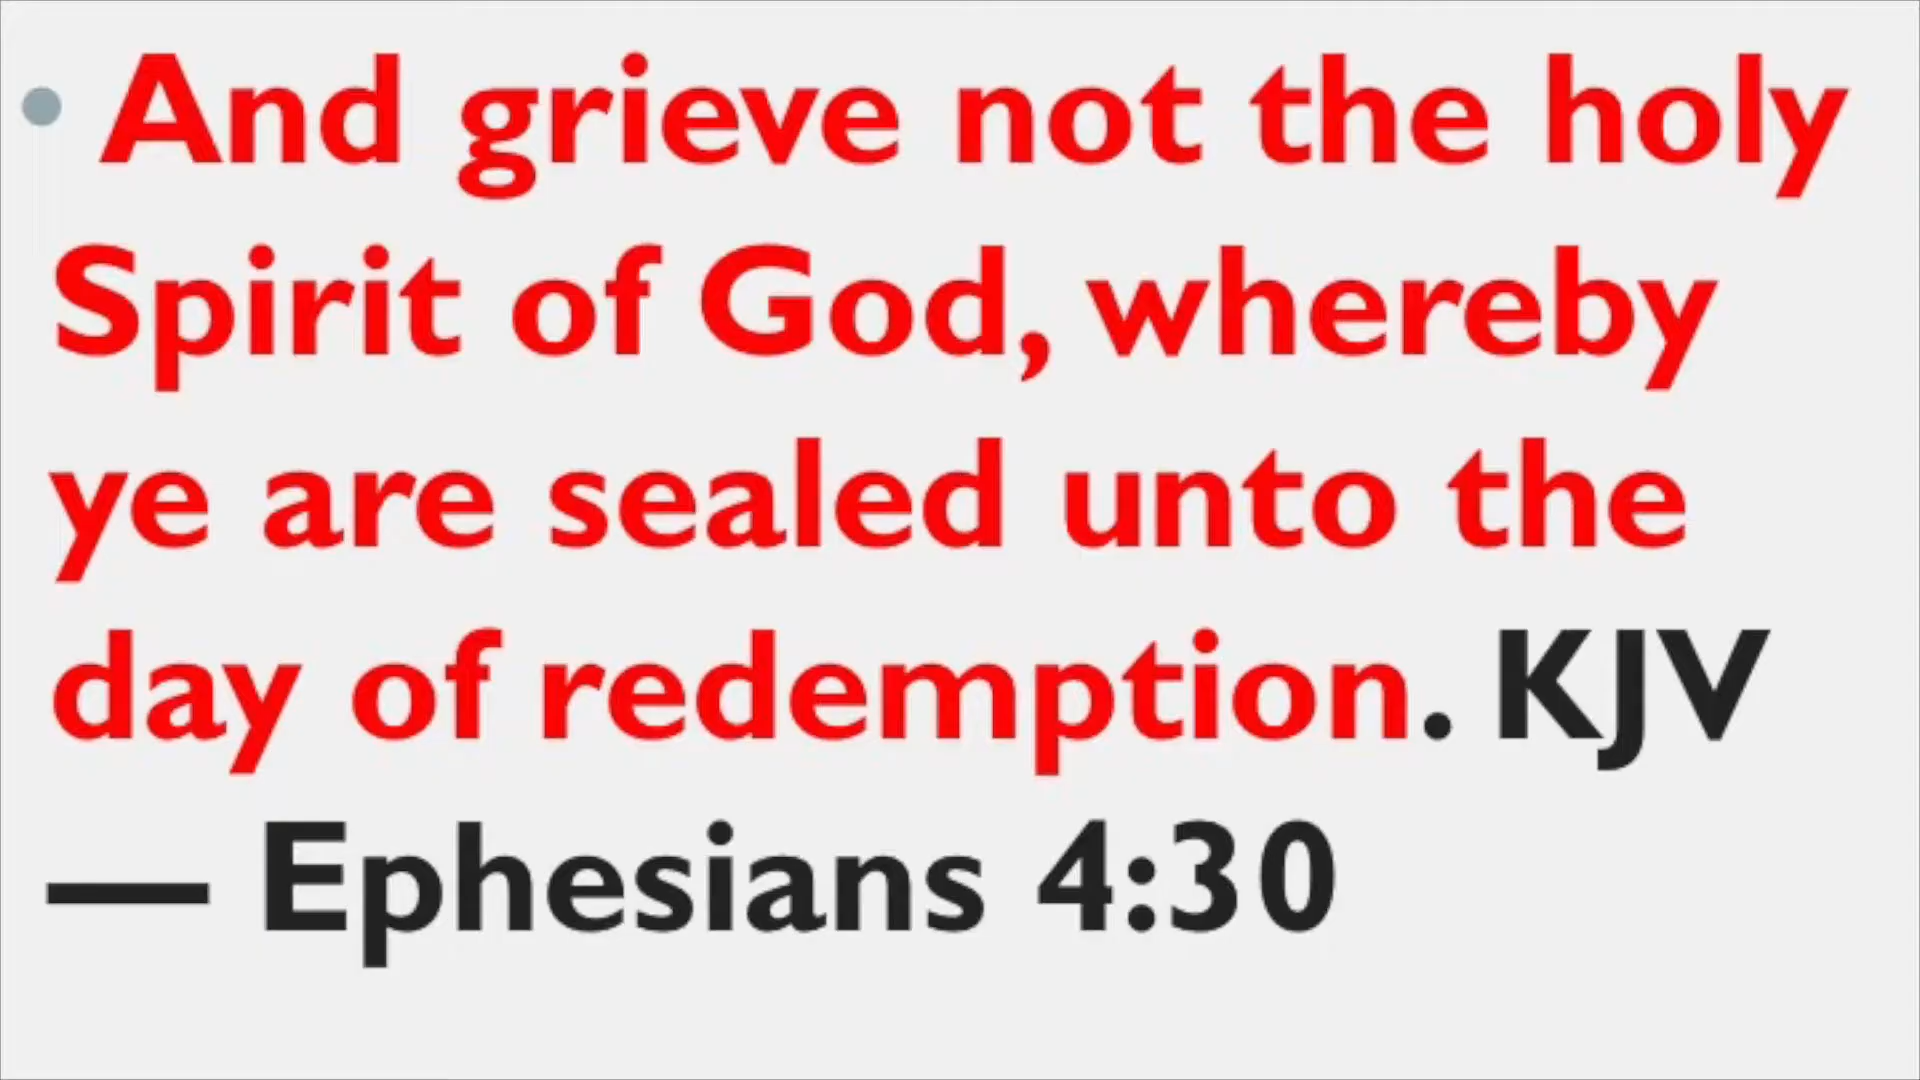 • And grieve not the holy
Spirit of God, whereby
ye are sealed unto the
day of redemption. KJV
— Ephesians 4:30